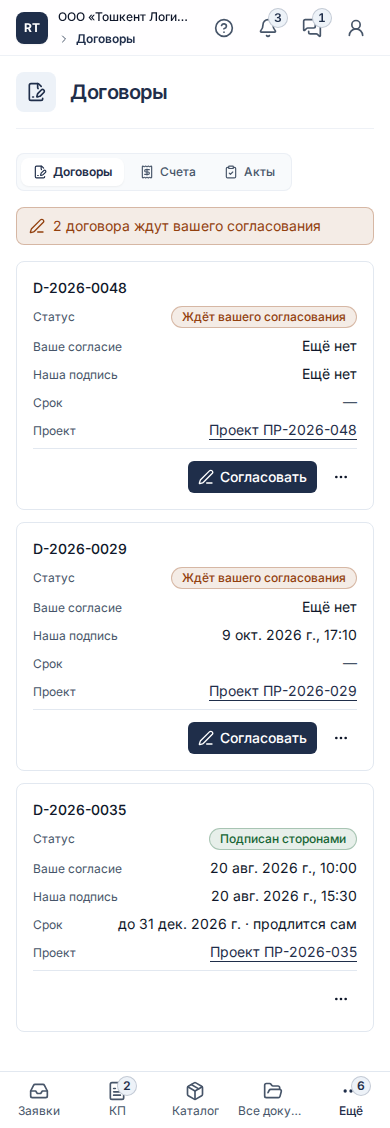 RT
ООО «Тошкент Логи...
3
1
Договоры
Договоры
Договоры
Счета
Акты
2 договора ждут вашего согласования
D-2026-0048
Статус
Ждёт вашего согласования
Ваше согласие
Ещё нет
Наша подпись
Ещё нет
Срок
—
Проект
Проект ПР-2026-048
Согласовать
D-2026-0029
Статус
Ждёт вашего согласования
Ваше согласие
Ещё нет
Наша подпись
9 окт. 2026 г., 17:10
Срок
—
Проект
Проект ПР-2026-029
Согласовать
D-2026-0035
Статус
Подписан сторонами
Ваше согласие
20 авг. 2026 г., 10:00
Наша подпись
20 авг. 2026 г., 15:30
Срок
до 31 дек. 2026 г. · продлится сам
Проект
Проект ПР-2026-035
2
6
Заявки
КП
Каталог
Все доку...
Ещё